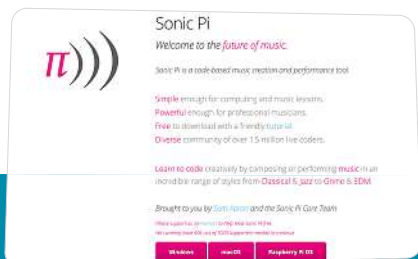 π)))
Sonic Pi
Welcome to the future of music.
Sonic Pi is a code-based music creation and performance tool.
Simple enough for computing and music lessons.
Powerful enough for professional musicians.
Free to download with a friendly tutorial.
Diverse community of over 1.5 million live coders.
Learn to code creatively by composing or performing music in an
incredible range of styles from Classical & Jazz to Grime & EDM.
Brought to you by Sam Aaron and the Sonic Pi Core Team
Windows
macOS
Raspberry Pi OS